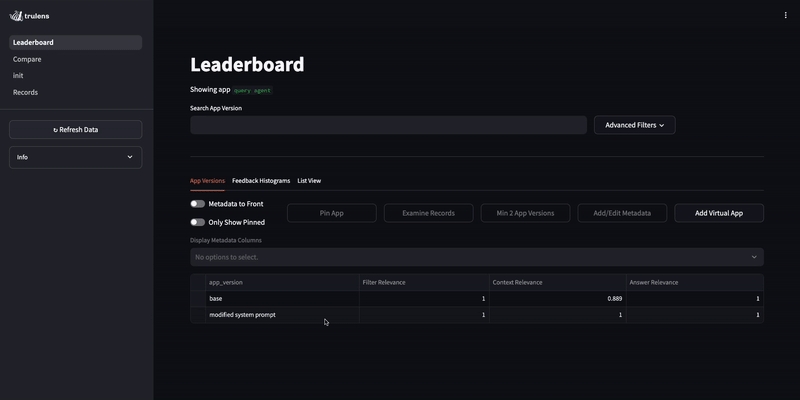 trulens
Leaderboard
Compare
init
Records
↻ Refresh Data
Info
Leaderboard
Showing app query agent
Search App Version
Advanced Filters
App Versions Feedback Histograms List View
Metadata to Front
Only Show Pinned
Pin App Examine Records Min 2 App Versions Add/Edit Metadata Add Virtual App
Display Metadata Columns
No options to select.
app_version Filter Relevance Context Relevance Answer Relevance
base 1 0.889 1
modified system prompt 1 1 1